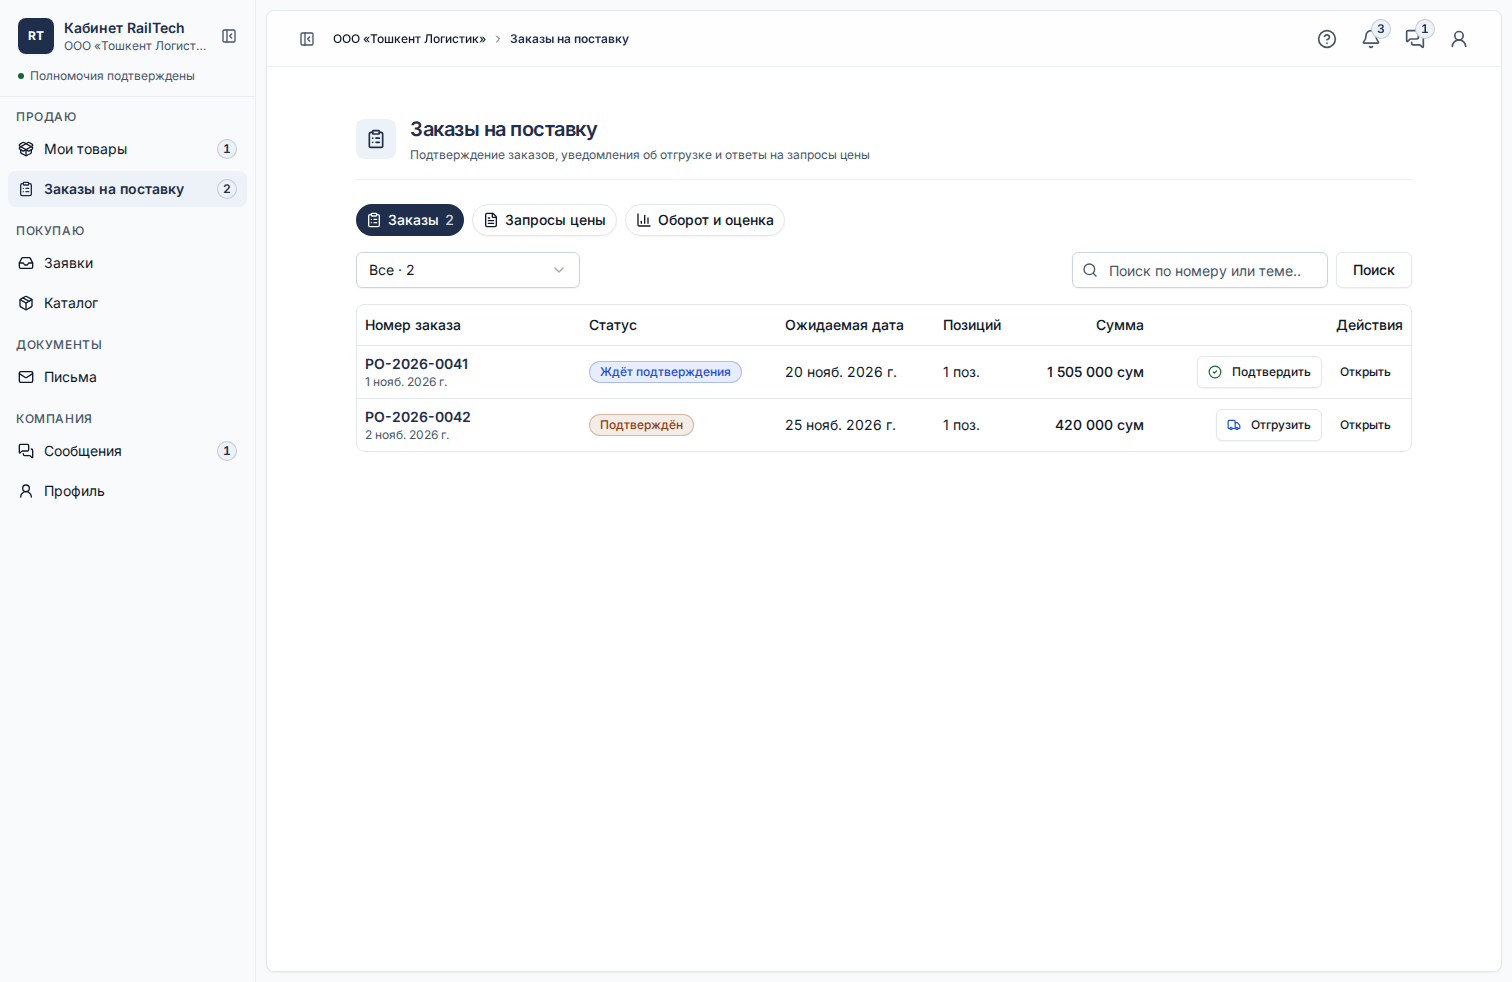 RT
Кабинет RailTech
ООО «Тошкент Логист...
Полномочия подтверждены
ПРОДАЮ
Мои товары 1
Заказы на поставку 2
ПОКУПАЮ
Заявки
Каталог
ДОКУМЕНТЫ
Письма
КОМПАНИЯ
Сообщения 1
Профиль
ООО «Тошкент Логистик» > Заказы на поставку
3
1
Заказы на поставку
Подтверждение заказов, уведомления об отгрузке и ответы на запросы цены
Заказы 2 Запросы цены Оборот и оценка
Все · 2 Поиск по номеру или теме.. Поиск
Номер заказа Статус Ожидаемая дата Позиций Сумма Действия
PO-2026-0041 Ждёт подтверждения 20 нояб. 2026 г. 1 поз. 1 505 000 сум Подтвердить Открыть
1 нояб. 2026 г.
PO-2026-0042 Подтверждён 25 нояб. 2026 г. 1 поз. 420 000 сум Отгрузить Открыть
2 нояб. 2026 г.